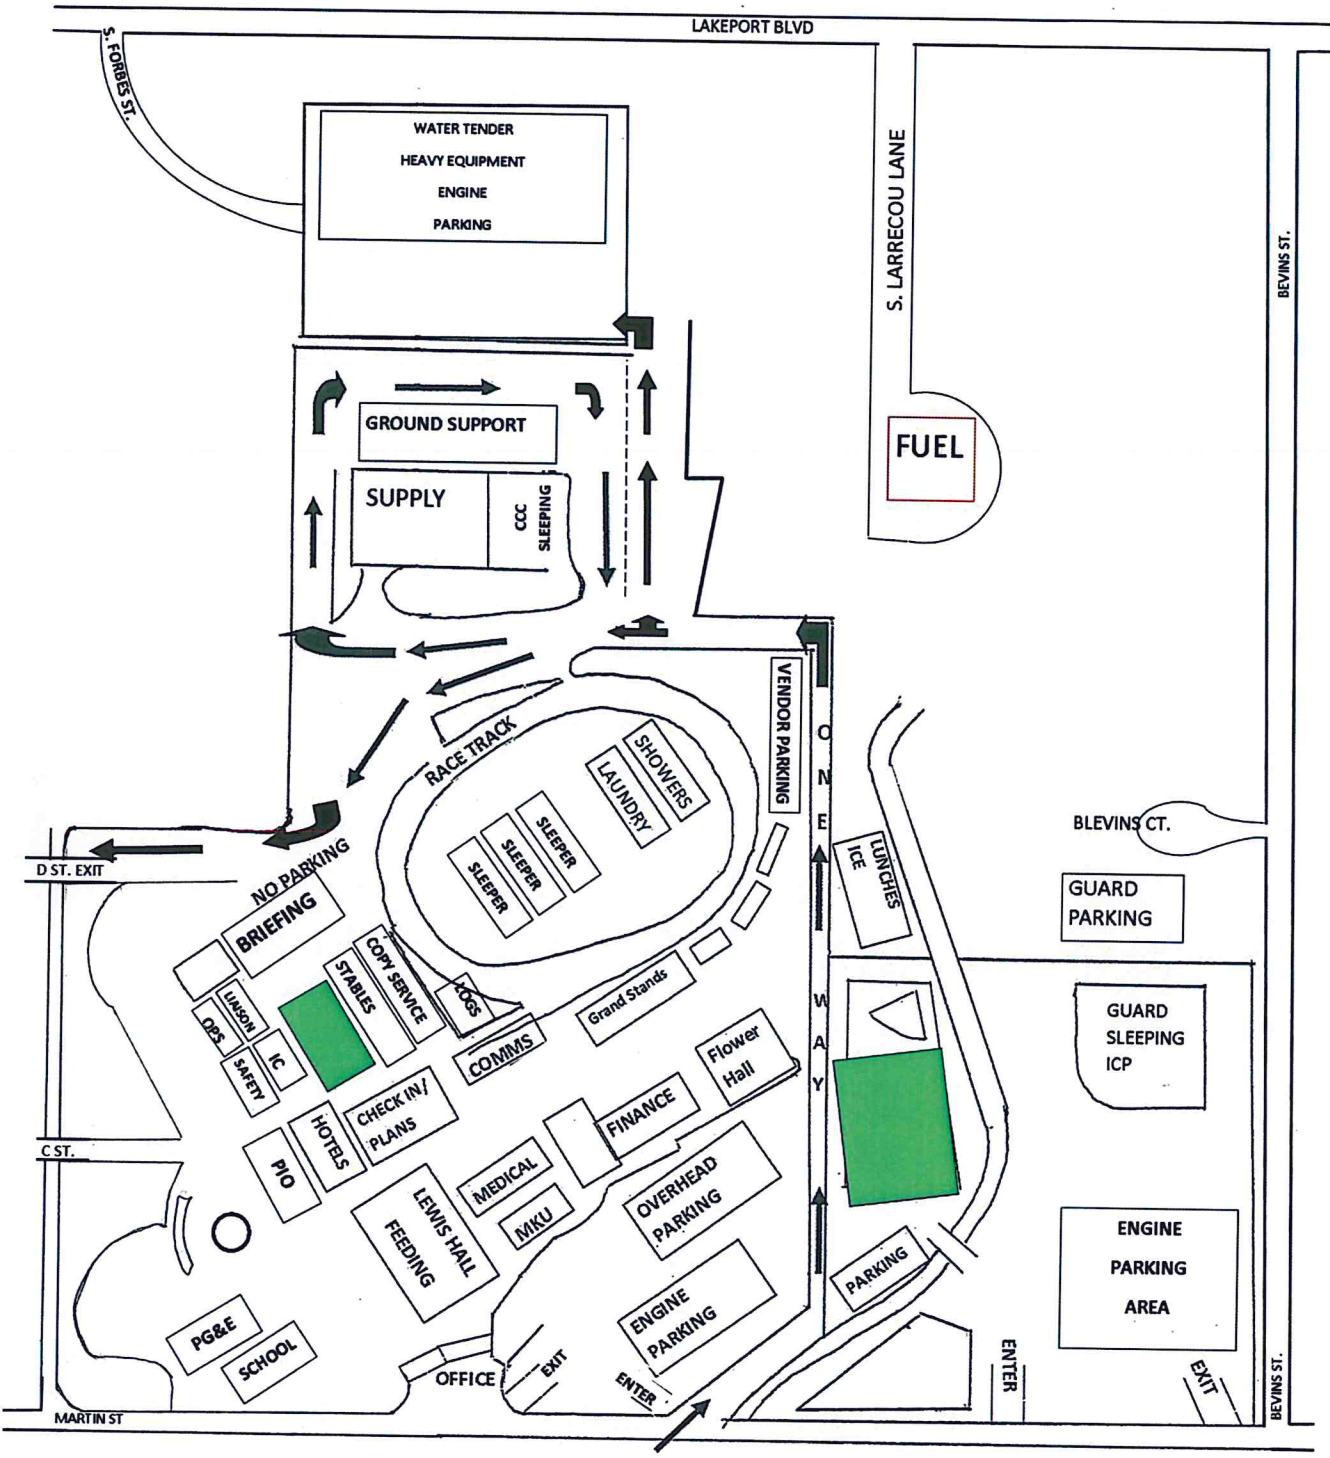 LAKEPORT BLVD
S. FORBES ST.
WATER TENDER
HEAVY EQUIPMENT
ENGINE
PARKING
S. LARRECOU LANE
BEVINS ST.
GROUND SUPPORT
FUEL
SUPPLY
CCC
SLEEPING
VENDOR PARKING
ONE WAY
RACE TRACK
SHOWERS
LAUNDRY
SLEEPER
SLEEPER
SLEEPER
BLEVINS CT.
LUNCHES
ICE
GUARD
PARKING
D ST. EXIT
NO PARKING
BRIEFING
COPY SERVICE
STABLES
LOGS
Grand Stands
LIAISON
OPS
IC
SAFETY
COMMS
Flower
Hall
GUARD
SLEEPING
ICP
CHECK IN/
PLANS
HOTELS
FINANCE
C ST.
PIO
MEDICAL
MKU
OVERHEAD
PARKING
LEWIS HALL
FEEDING
PARKING
ENGINE
PARKING
AREA
ENGINE
PARKING
PG&E
SCHOOL
OFFICE
EXIT
ENTER
ENTER
EXIT
BEVINS ST.
MARTIN ST